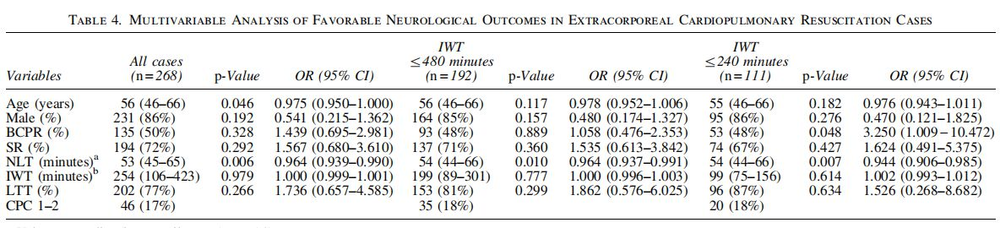 TABLE 4. MULTIVARIABLE ANALYSIS OF FAVORABLE NEUROLOGICAL OUTCOMES IN EXTRACORPOREAL CARDIOPULMONARY RESUSCITATION CASES
IWT IWT
All cases ≤480 minutes ≤240 minutes
Variables (n=268) p-Value OR (95% CI) (n=192) p-Value OR (95% CI) (n=111) p-Value OR (95% CI)
Age (years) 56 (46–66) 0.046 0.975 (0.950–1.000) 56 (46–66) 0.117 0.978 (0.952–1.006) 55 (46–66) 0.182 0.976 (0.943–1.011)
Male (%) 231 (86%) 0.192 0.541 (0.215–1.362) 164 (85%) 0.157 0.480 (0.174–1.327) 95 (86%) 0.276 0.470 (0.121–1.825)
BCPR (%) 135 (50%) 0.328 1.439 (0.695–2.981) 93 (48%) 0.889 1.058 (0.476–2.353) 53 (48%) 0.048 3.250 (1.009–10.472)
SR (%) 194 (72%) 0.292 1.567 (0.680–3.610) 137 (71%) 0.360 1.535 (0.613–3.842) 74 (67%) 0.427 1.624 (0.491–5.375)
NLT (minutes)a 53 (45–65) 0.006 0.964 (0.939–0.990) 54 (44–66) 0.010 0.964 (0.937–0.991) 54 (44–66) 0.007 0.944 (0.906–0.985)
IWT (minutes)b 254 (106–423) 0.979 1.000 (0.999–1.001) 199 (89–301) 0.777 1.000 (0.996–1.003) 99 (75–156) 0.614 1.002 (0.993–1.012)
LTT (%) 202 (77%) 0.266 1.736 (0.657–4.585) 153 (81%) 0.299 1.862 (0.576–6.025) 96 (87%) 0.634 1.526 (0.268–8.682)
CPC 1–2 46 (17%) 35 (18%) 20 (18%)